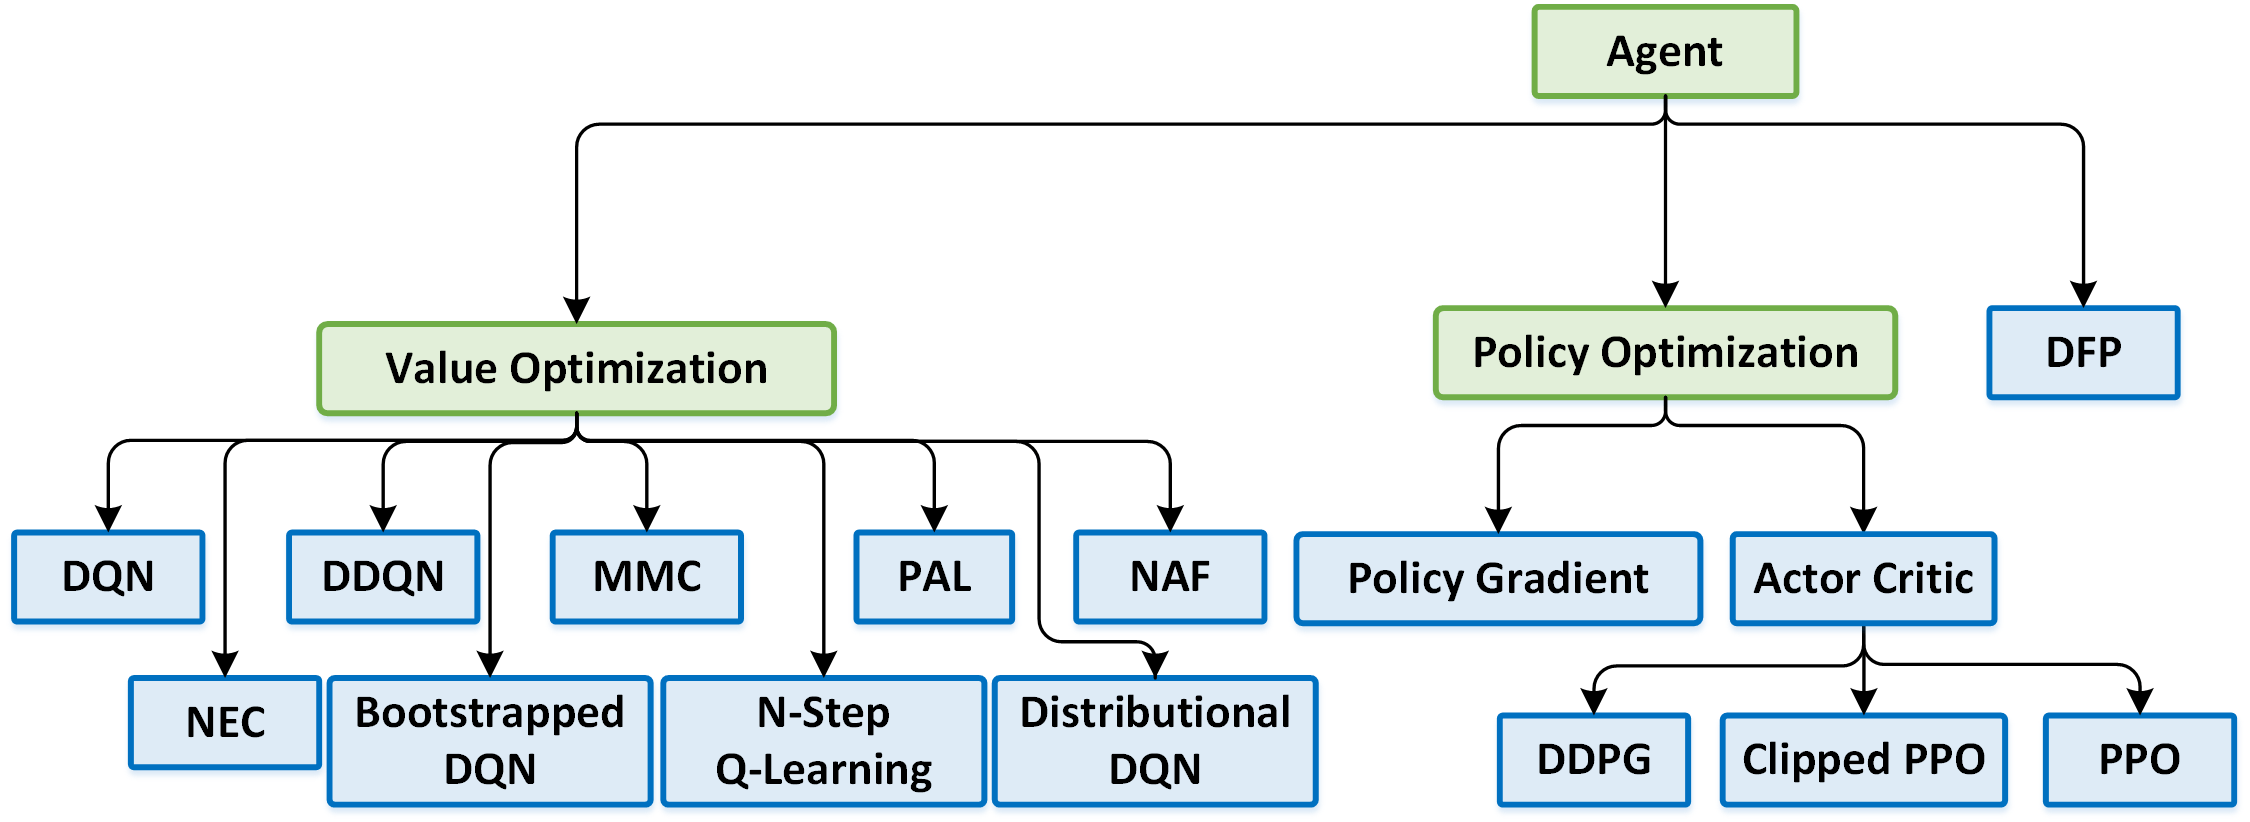 Agent
Value Optimization
Policy Optimization
DFP
DQN
DDQN
MMC
PAL
NAF
Policy Gradient
Actor Critic
NEC
Bootstrapped
DQN
N-Step
Q-Learning
Distributional
DQN
DDPG
Clipped PPO
PPO